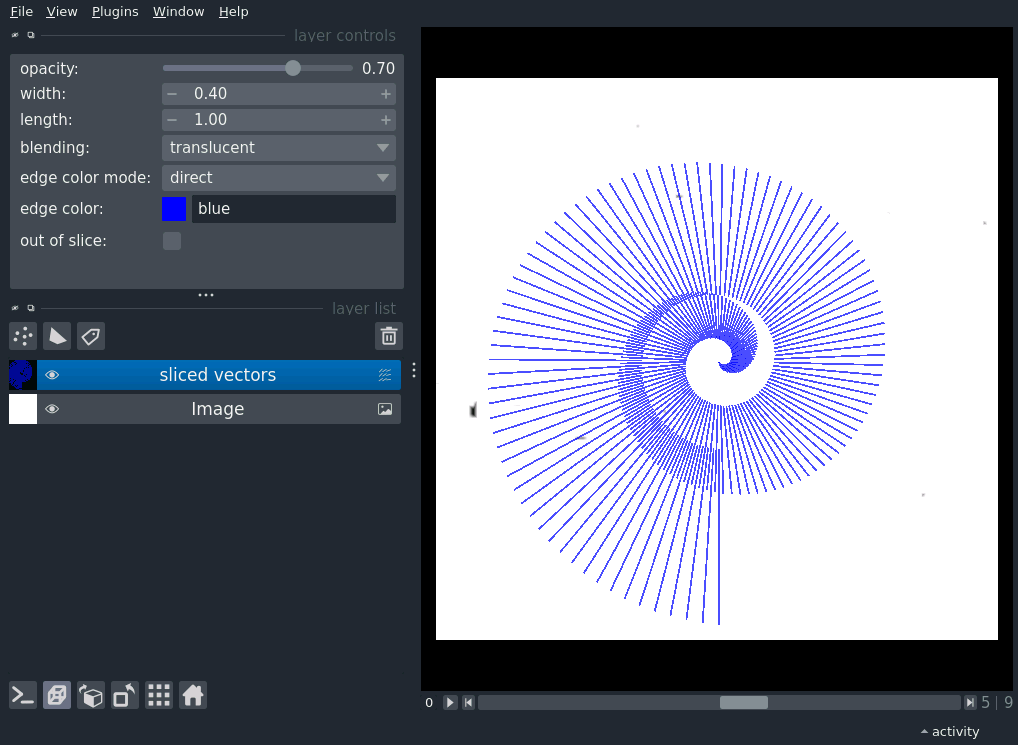 File View Plugins Window Help
layer controls
opacity: 0.70
width: − 0.40 +
length: − 1.00 +
blending: translucent
edge color mode: direct
edge color: blue
out of slice:
layer list
sliced vectors
Image
0 5 | 9
activity